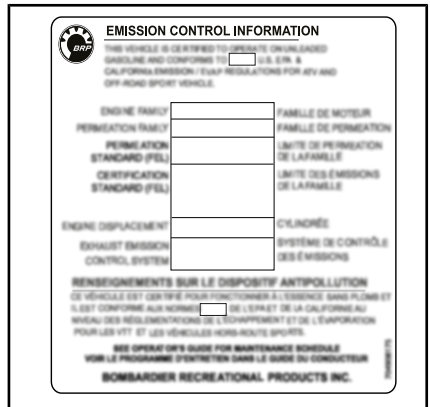 BRP
EMISSION CONTROL INFORMATION
THIS VEHICLE IS CERTIFIED TO OPERATE ON UNLEADED
GASOLINE AND CONFORMS TO U.S. EPA &
CALIFORNIA EMISSION / EVAP REGULATIONS FOR ATV AND
OFF-ROAD SPORT VEHICLE.
ENGINE FAMILY FAMILLE DE MOTEUR
PERMEATION FAMILY FAMILLE DE PERMEATION
PERMEATION LIMITE DE PERMEATION
STANDARD (FEL) DE LA FAMILLE
CERTIFICATION LIMITE DES ÉMISSIONS
STANDARD (FEL) DE LA FAMILLE
ENGINE DISPLACEMENT CYLINDRÉE
EXHAUST EMISSION SYSTÈME DE CONTRÔLE
CONTROL SYSTEM DES ÉMISSIONS
RENSEIGNEMENTS SUR LE DISPOSITIF ANTIPOLLUTION
CE VÉHICULE EST CERTIFIÉ POUR FONCTIONNER À L'ESSENCE SANS PLOMB ET
IL EST CONFORME AUX NORMES DE L'EPA ET DE LA CALIFORNIE AU
NIVEAU DES RÉGLEMENTATIONS DE L'ÉCHAPPEMENT ET DE L'ÉVAPORATION
POUR LES VTT ET LES VÉHICULES HORS-ROUTE SPORTS.
SEE OPERATOR'S GUIDE FOR MAINTENANCE SCHEDULE
VOIR LE PROGRAMME D'ENTRETIEN DANS LE GUIDE DU CONDUCTEUR
BOMBARDIER RECREATIONAL PRODUCTS INC.